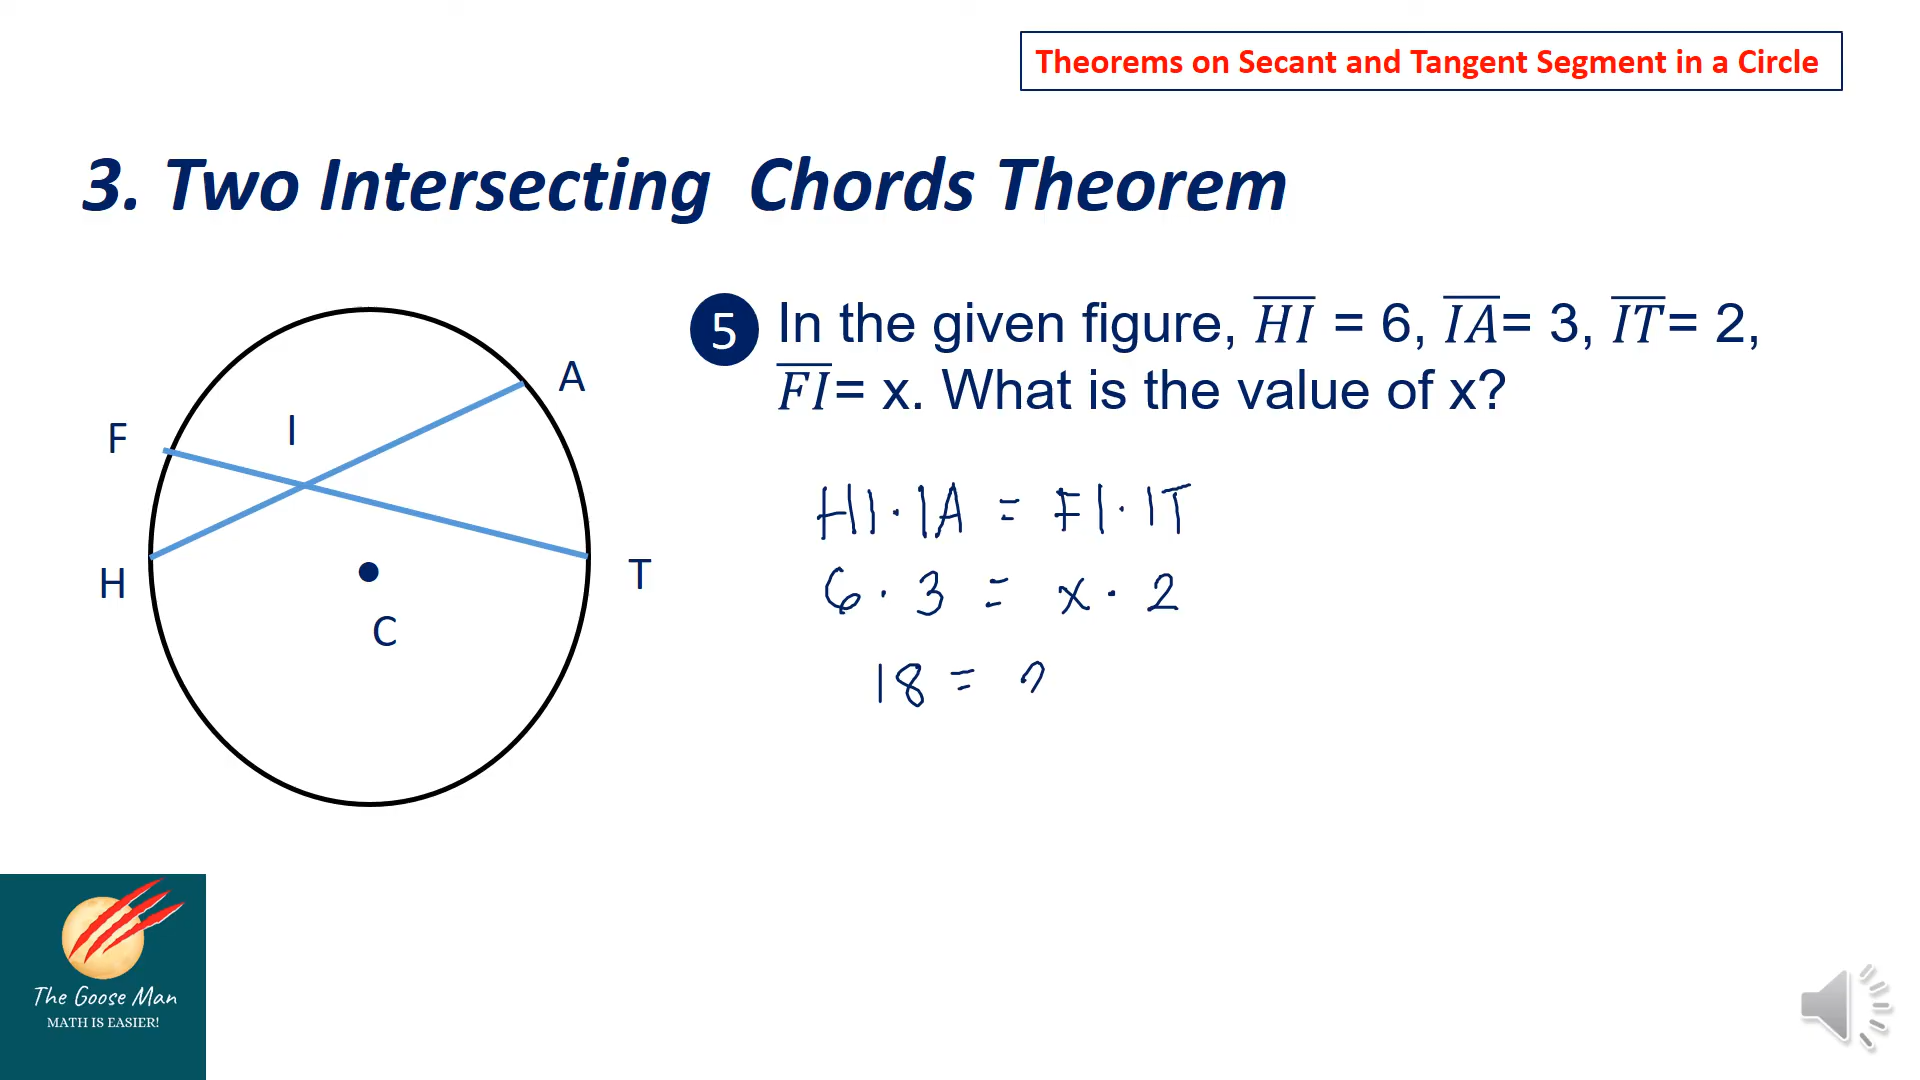 Theorems on Secant and Tangent Segment in a Circle
3. Two Intersecting Chords Theorem
5 In the given figure, HI = 6, IA= 3, IT= 2,
FI= x. What is the value of x?
A
F
I
H
T
C
HI · IA = FI · IT
6 · 3 = x · 2
18 =
The Goose Man
MATH IS EASIER!